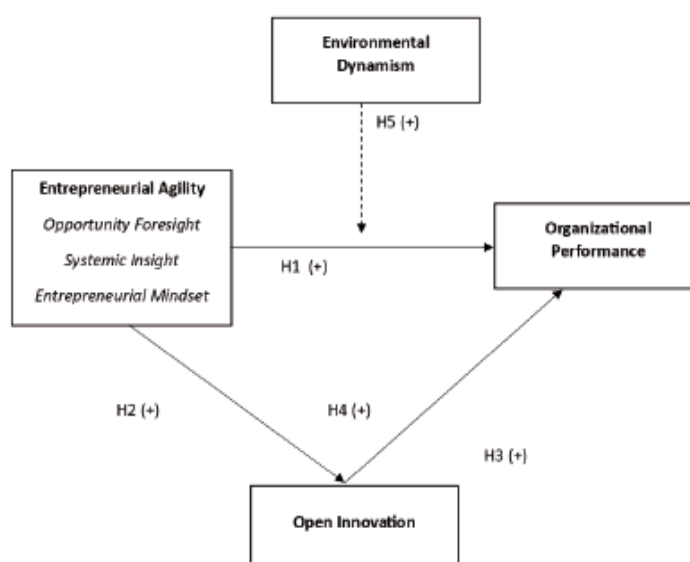 Environmental
Dynamism
H5 (+)
Entrepreneurial Agility
Opportunity Foresight
Systemic Insight
Entrepreneurial Mindset
Organizational
Performance
H1 (+)
H2 (+)
H4 (+)
H3 (+)
Open Innovation